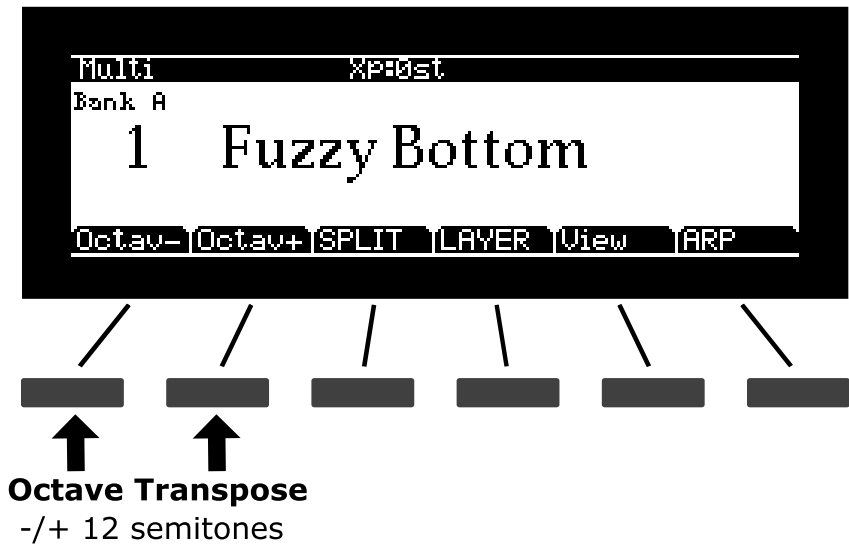 Multi Xp:0st
Bank A
1 Fuzzy Bottom
Octav- Octav+ SPLIT LAYER View ARP
Octave Transpose
-/+ 12 semitones